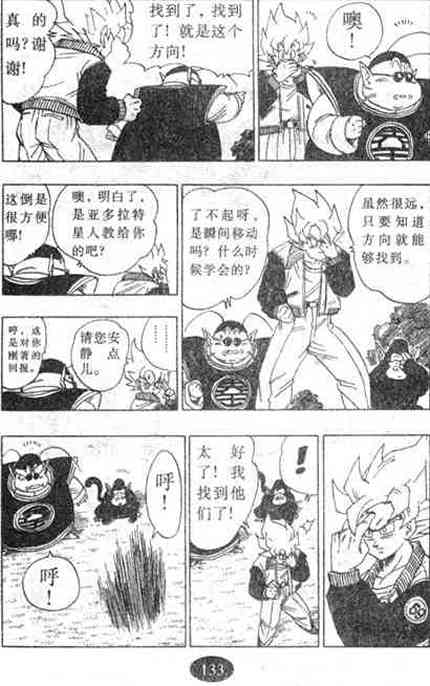 噢！
找到了，找到
了！就是这个
方向！
真的
吗？谢
谢！
虽然很远，
只要知道
方向就能
够找到。
了不起呀，
是瞬间移动
吗？什么时
候学会的？
噢，明白了，
是亚多拉特
星人教给你
的吧？
这倒是
很方便
哪！
……
请您安
静点
儿。
哼，这
是对你
回报。
！
太好
了！我
找到他
们了！
呼！
呼！
133